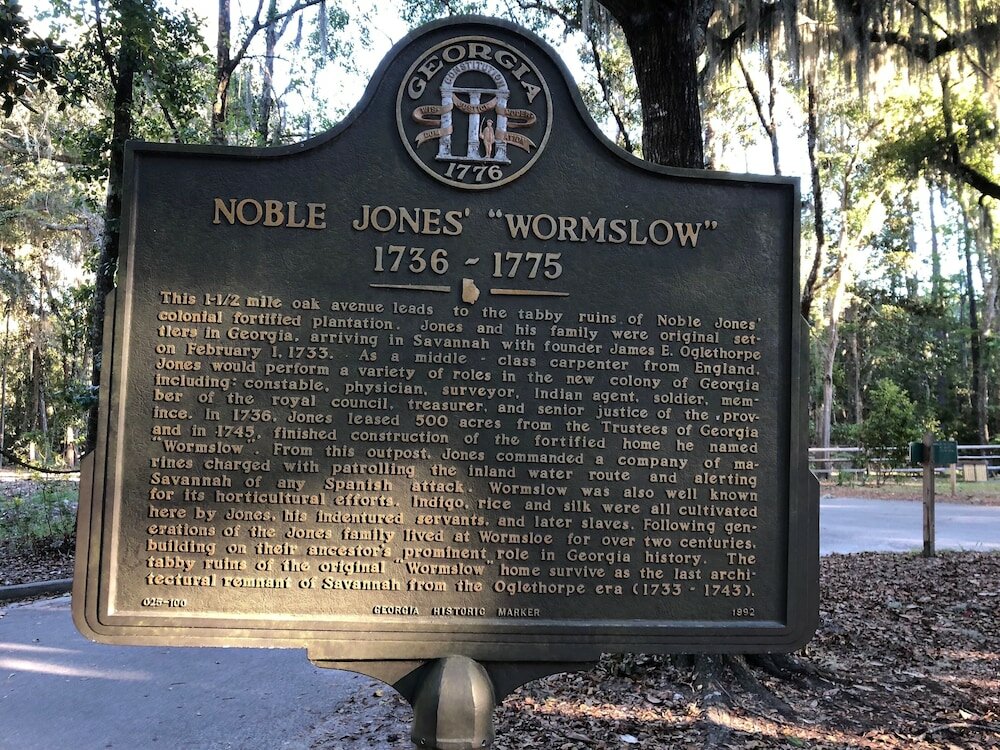 GEORGIA
CONSTITUTION
1776
NOBLE JONES' "WORMSLOW"
1736 - 1775
This 1-1/2 mile oak avenue leads to the tabby ruins of Noble Jones'
colonial fortified plantation. Jones and his family were original set-
tlers in Georgia, arriving in Savannah with founder James E. Oglethorpe
on February 1, 1733. As a middle - class carpenter from England,
Jones would perform a variety of roles in the new colony of Georgia
including: constable, physician, surveyor, Indian agent, soldier, mem-
ber of the royal council, treasurer, and senior justice of the prov-
ince. In 1736, Jones leased 500 acres from the Trustees of Georgia
and in 1745, finished construction of the fortified home he named
"Wormslow". From this outpost, Jones commanded a company of ma-
rines charged with patrolling the inland water route and alerting
Savannah of any Spanish attack. Wormslow was also well known
for its horticultural efforts. Indigo, rice and silk were all cultivated
here by Jones, his indentured servants, and later slaves. Following gen-
erations of the Jones family lived at Wormsloe for over two centuries,
building on their ancestor's prominent role in Georgia history. The
tabby ruins of the original "Wormslow" home survive as the last archi-
tectural remnant of Savannah from the Oglethorpe era (1733 - 1743).
025-100 GEORGIA HISTORIC MARKER 1992